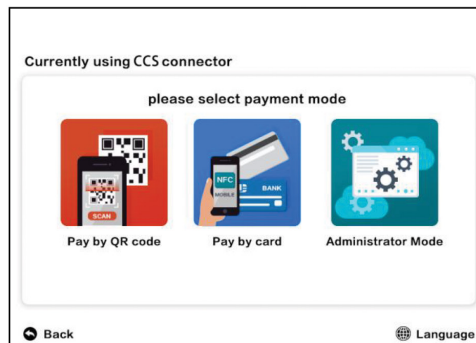 Currently using CCS connector
please select payment mode
SCAN
NFC
MOBILE
BANK
Pay by QR code
Pay by card
Administrator Mode
Back
Language